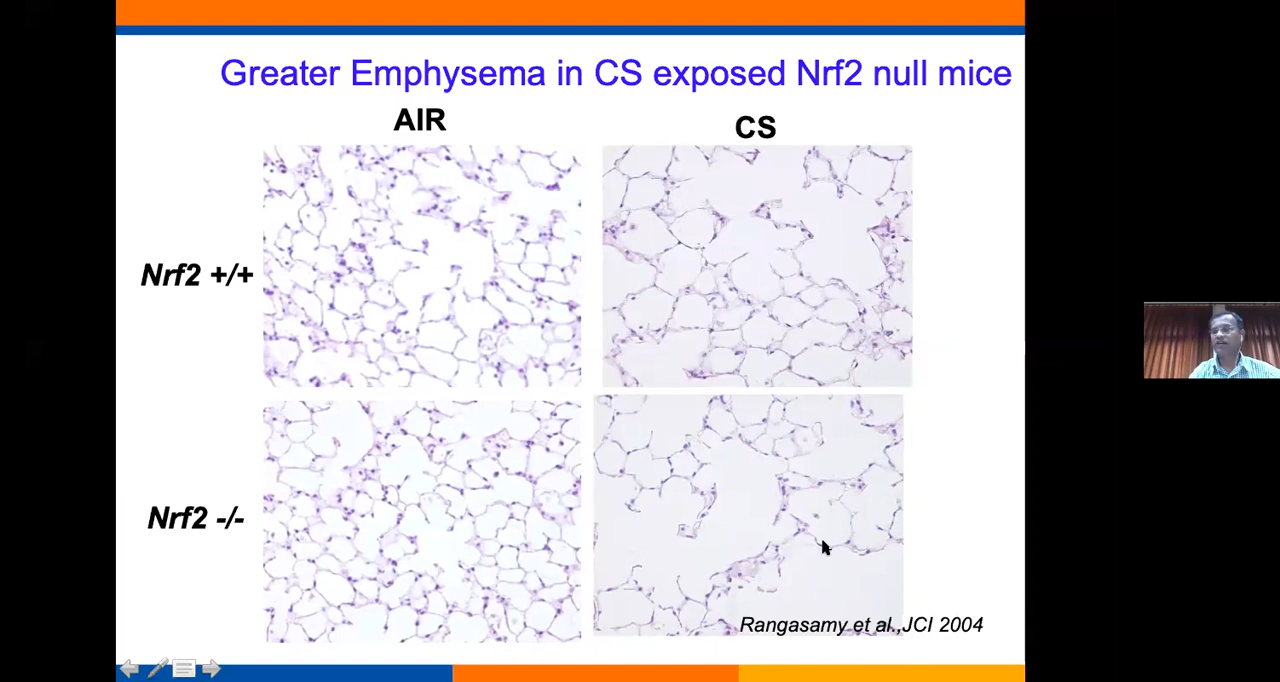 Greater Emphysema in CS exposed Nrf2 null mice
AIR
CS
Nrf2 +/+
Nrf2 -/-
Rangasamy et al.,JCI 2004